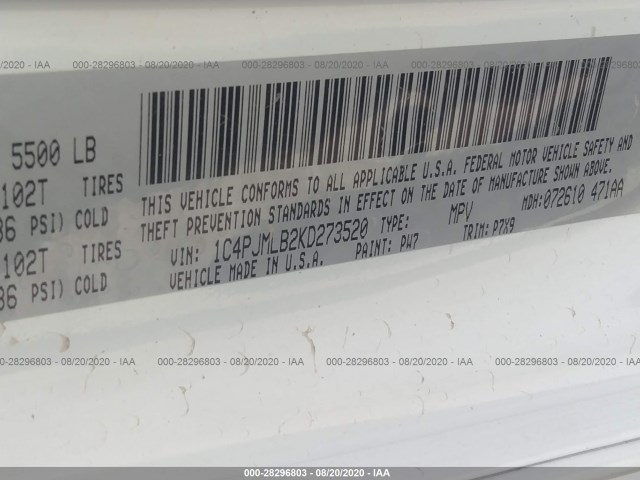 - 08/20/2020 - IAA 000-28296803 - 08/20/2020 - IAA 000-28296803 - 08/20/2020 - IAA 000-28296803 - 08/20/2020 - IAA
5500 LB
102T TIRES
36 PSI) COLD
102T TIRES
36 PSI) COLD
THIS VEHICLE CONFORMS TO ALL APPLICABLE U.S.A. FEDERAL MOTOR VEHICLE SAFETY AND
THEFT PREVENTION STANDARDS IN EFFECT ON THE DATE OF MANUFACTURE SHOWN ABOVE.
VIN: 1C4PJMLB2KD273520 TYPE: MPV MDH: 072610 471AA
VEHICLE MADE IN U.S.A. PAINT: PW7 TRIM: P7X9
- 08/20/2020 - IAA 000-28296803 - 08/20/2020 - IAA 000-28296803 - 08/20/2020 - IAA 000-28296803 - 08/20/2020 - IAA
000-28296803 - 08/20/2020 - IAA